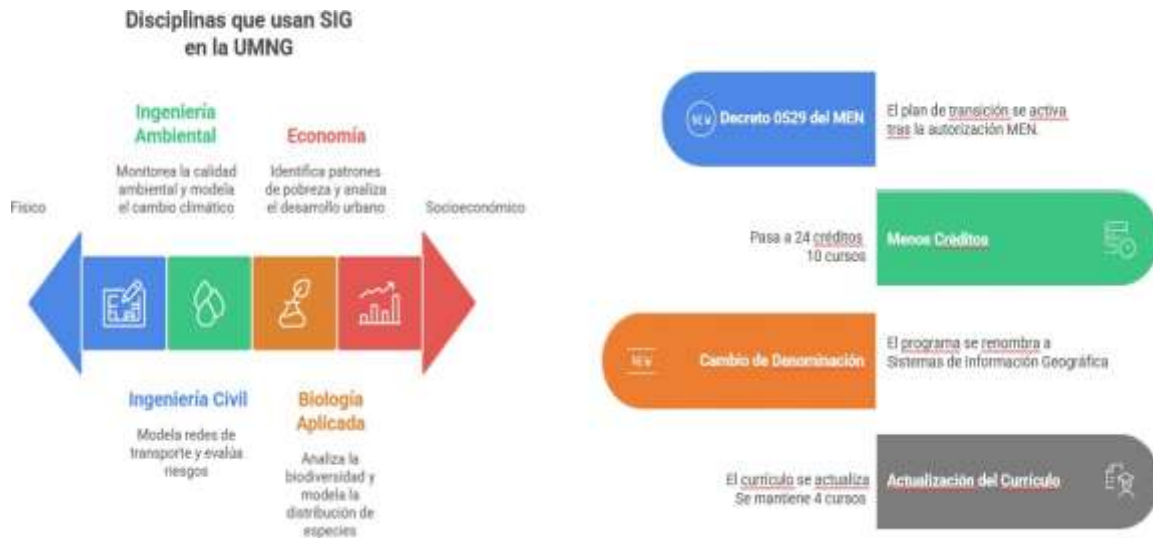 Disciplinas que usan SIG
en la UMNG
Ingeniería
Ambiental
Monitorea la calidad
ambiental y modela
el cambio climático
Economía
Identifica patrones
de pobreza y analiza
el desarrollo urbano
Físico
Socioeconómico
Ingeniería Civil
Modela redes de
transporte y evalúa
riesgos
Biología
Aplicada
Analiza la
biodiversidad y
modela la
distribución de
especies
NEW
Decreto 0529 del MEN
El plan de transición se activa
tras la autorización MEN.
Pasa a 24 créditos
10 cursos
Menos Créditos
NEW
Cambio de Denominación
El programa se renombra a
Sistemas de Información Geográfica
El currículo se actualiza
Se mantiene 4 cursos
Actualización del Currículo